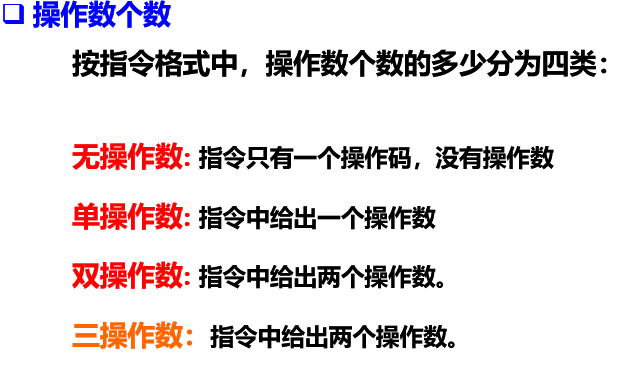 ❑ 操作数个数
按指令格式中，操作数个数的多少分为四类：
无操作数: 指令只有一个操作码，没有操作数
单操作数: 指令中给出一个操作数
双操作数: 指令中给出两个操作数。
三操作数：指令中给出两个操作数。